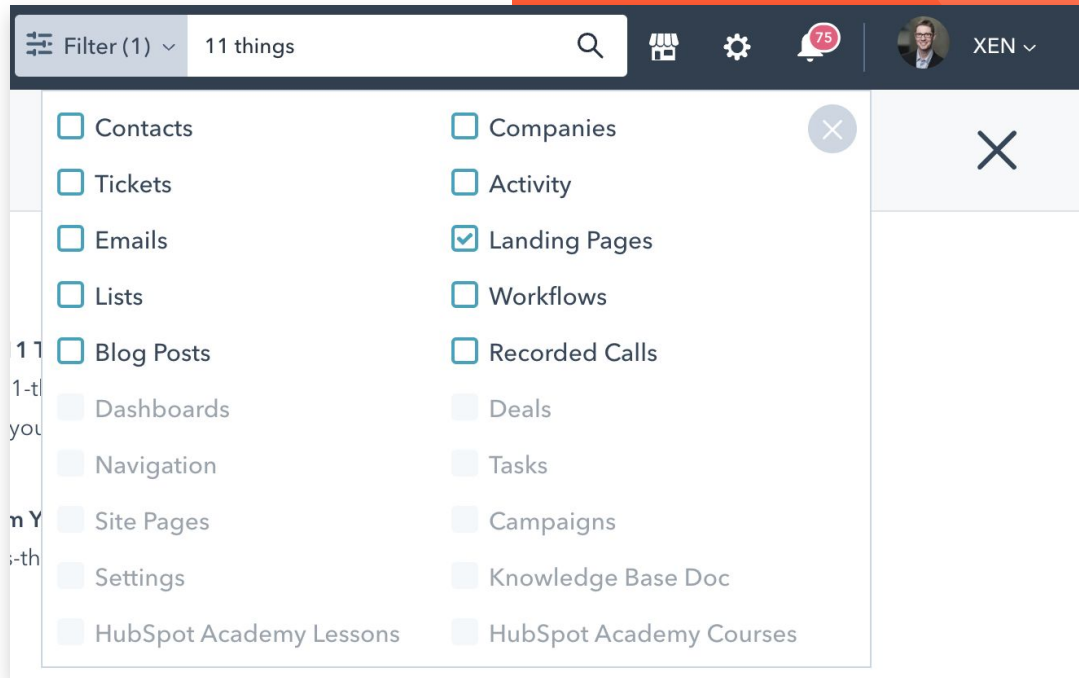 Filter (1) 11 things 75 XEN
Contacts Companies
Tickets Activity
Emails Landing Pages
Lists Workflows
Blog Posts Recorded Calls
Dashboards Deals
Navigation Tasks
Site Pages Campaigns
Settings Knowledge Base Doc
HubSpot Academy Lessons HubSpot Academy Courses